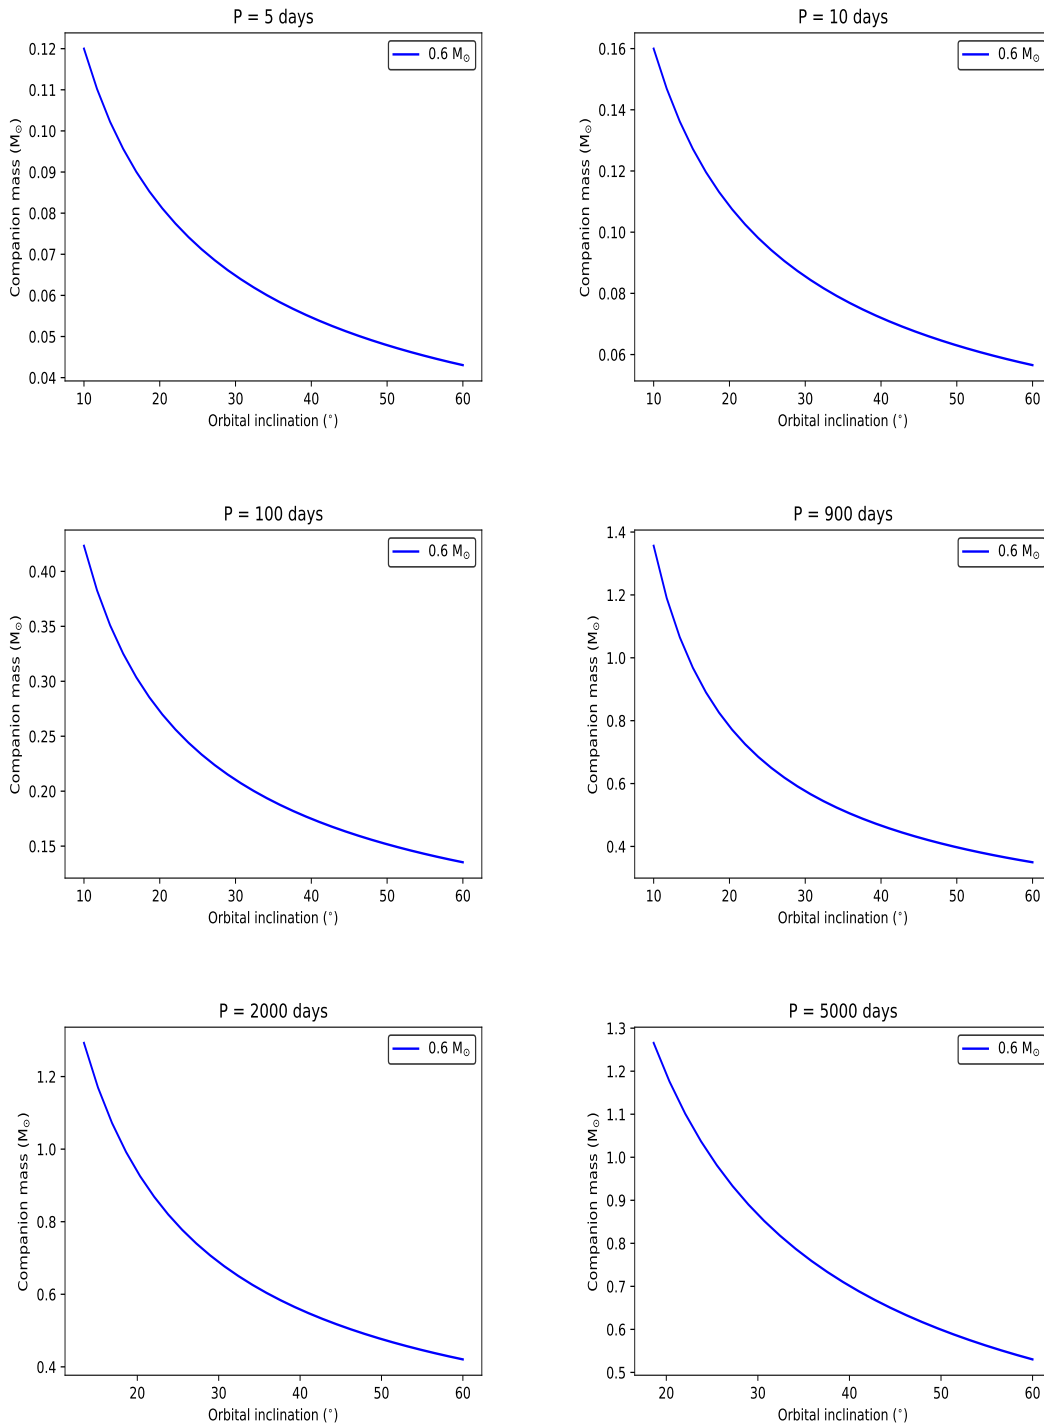 P = 5 days
0.6 M⊙
Companion mass (M⊙)
0.12
0.11
0.10
0.09
0.08
0.07
0.06
0.05
0.04
10 20 30 40 50 60
Orbital inclination (°)
P = 10 days
0.6 M⊙
Companion mass (M⊙)
0.16
0.14
0.12
0.10
0.08
0.06
10 20 30 40 50 60
Orbital inclination (°)
P = 100 days
0.6 M⊙
Companion mass (M⊙)
0.40
0.35
0.30
0.25
0.20
0.15
10 20 30 40 50 60
Orbital inclination (°)
P = 900 days
0.6 M⊙
Companion mass (M⊙)
1.4
1.2
1.0
0.8
0.6
0.4
10 20 30 40 50 60
Orbital inclination (°)
P = 2000 days
0.6 M⊙
Companion mass (M⊙)
1.2
1.0
0.8
0.6
0.4
20 30 40 50 60
Orbital inclination (°)
P = 5000 days
0.6 M⊙
Companion mass (M⊙)
1.3
1.2
1.1
1.0
0.9
0.8
0.7
0.6
0.5
20 30 40 50 60
Orbital inclination (°)